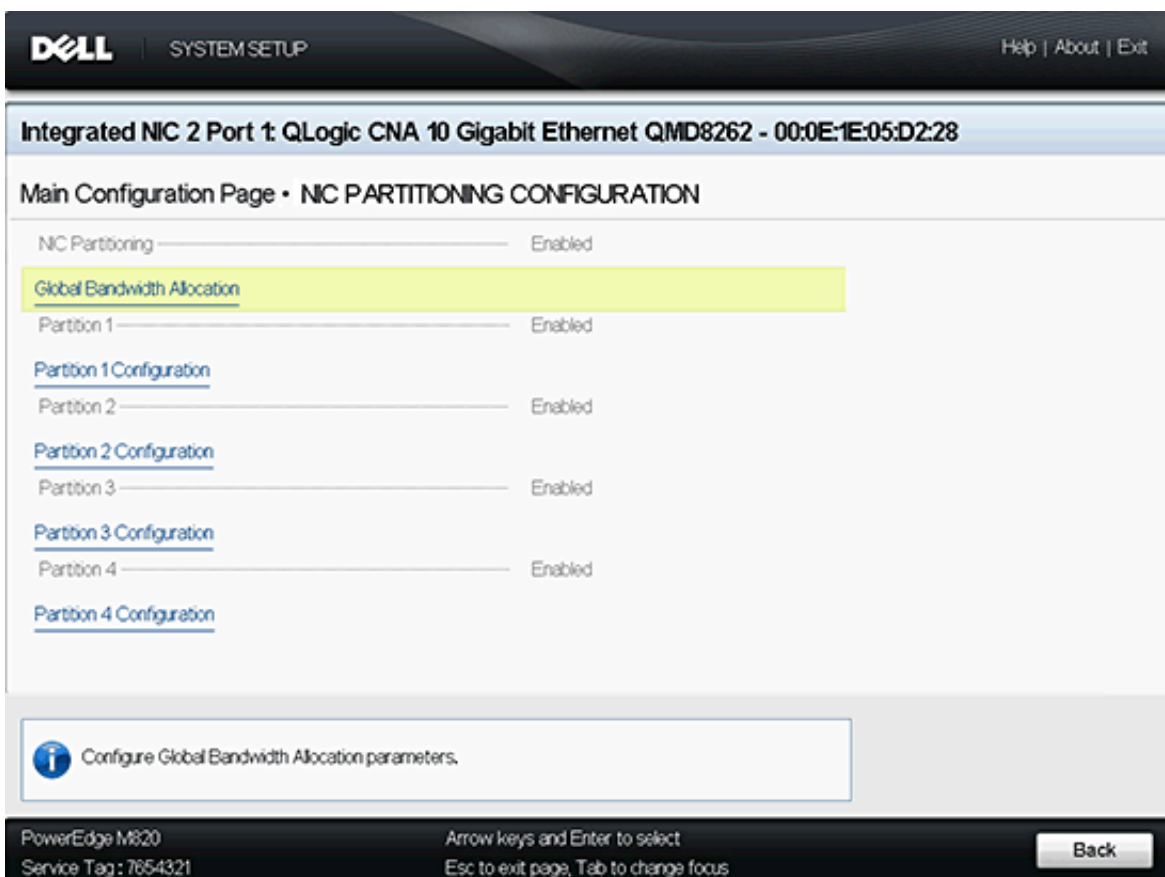 DELL SYSTEM SETUP Help | About | Exit
Integrated NIC 2 Port 1: QLogic CNA 10 Gigabit Ethernet QMD8262 - 00:0E:1E:05:D2:28
Main Configuration Page • NIC PARTITIONING CONFIGURATION
NIC Partitioning Enabled
Global Bandwidth Allocation
Partition 1 Enabled
Partition 1 Configuration
Partition 2 Enabled
Partition 2 Configuration
Partition 3 Enabled
Partition 3 Configuration
Partition 4 Enabled
Partition 4 Configuration
Configure Global Bandwidth Allocation parameters.
PowerEdge M820 Arrow keys and Enter to select
Service Tag : 7654321 Esc to exit page, Tab to change focus
Back